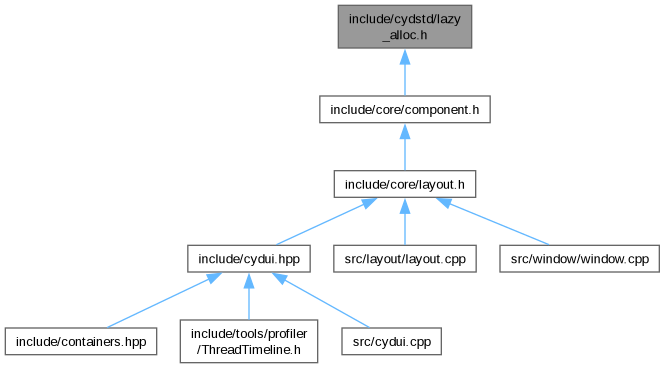 include/cydstd/lazy
_alloc.h
include/core/component.h
include/core/layout.h
include/cydui.hpp
src/layout/layout.cpp
src/window/window.cpp
include/containers.hpp
include/tools/profiler
/ThreadTimeline.h
src/cydui.cpp